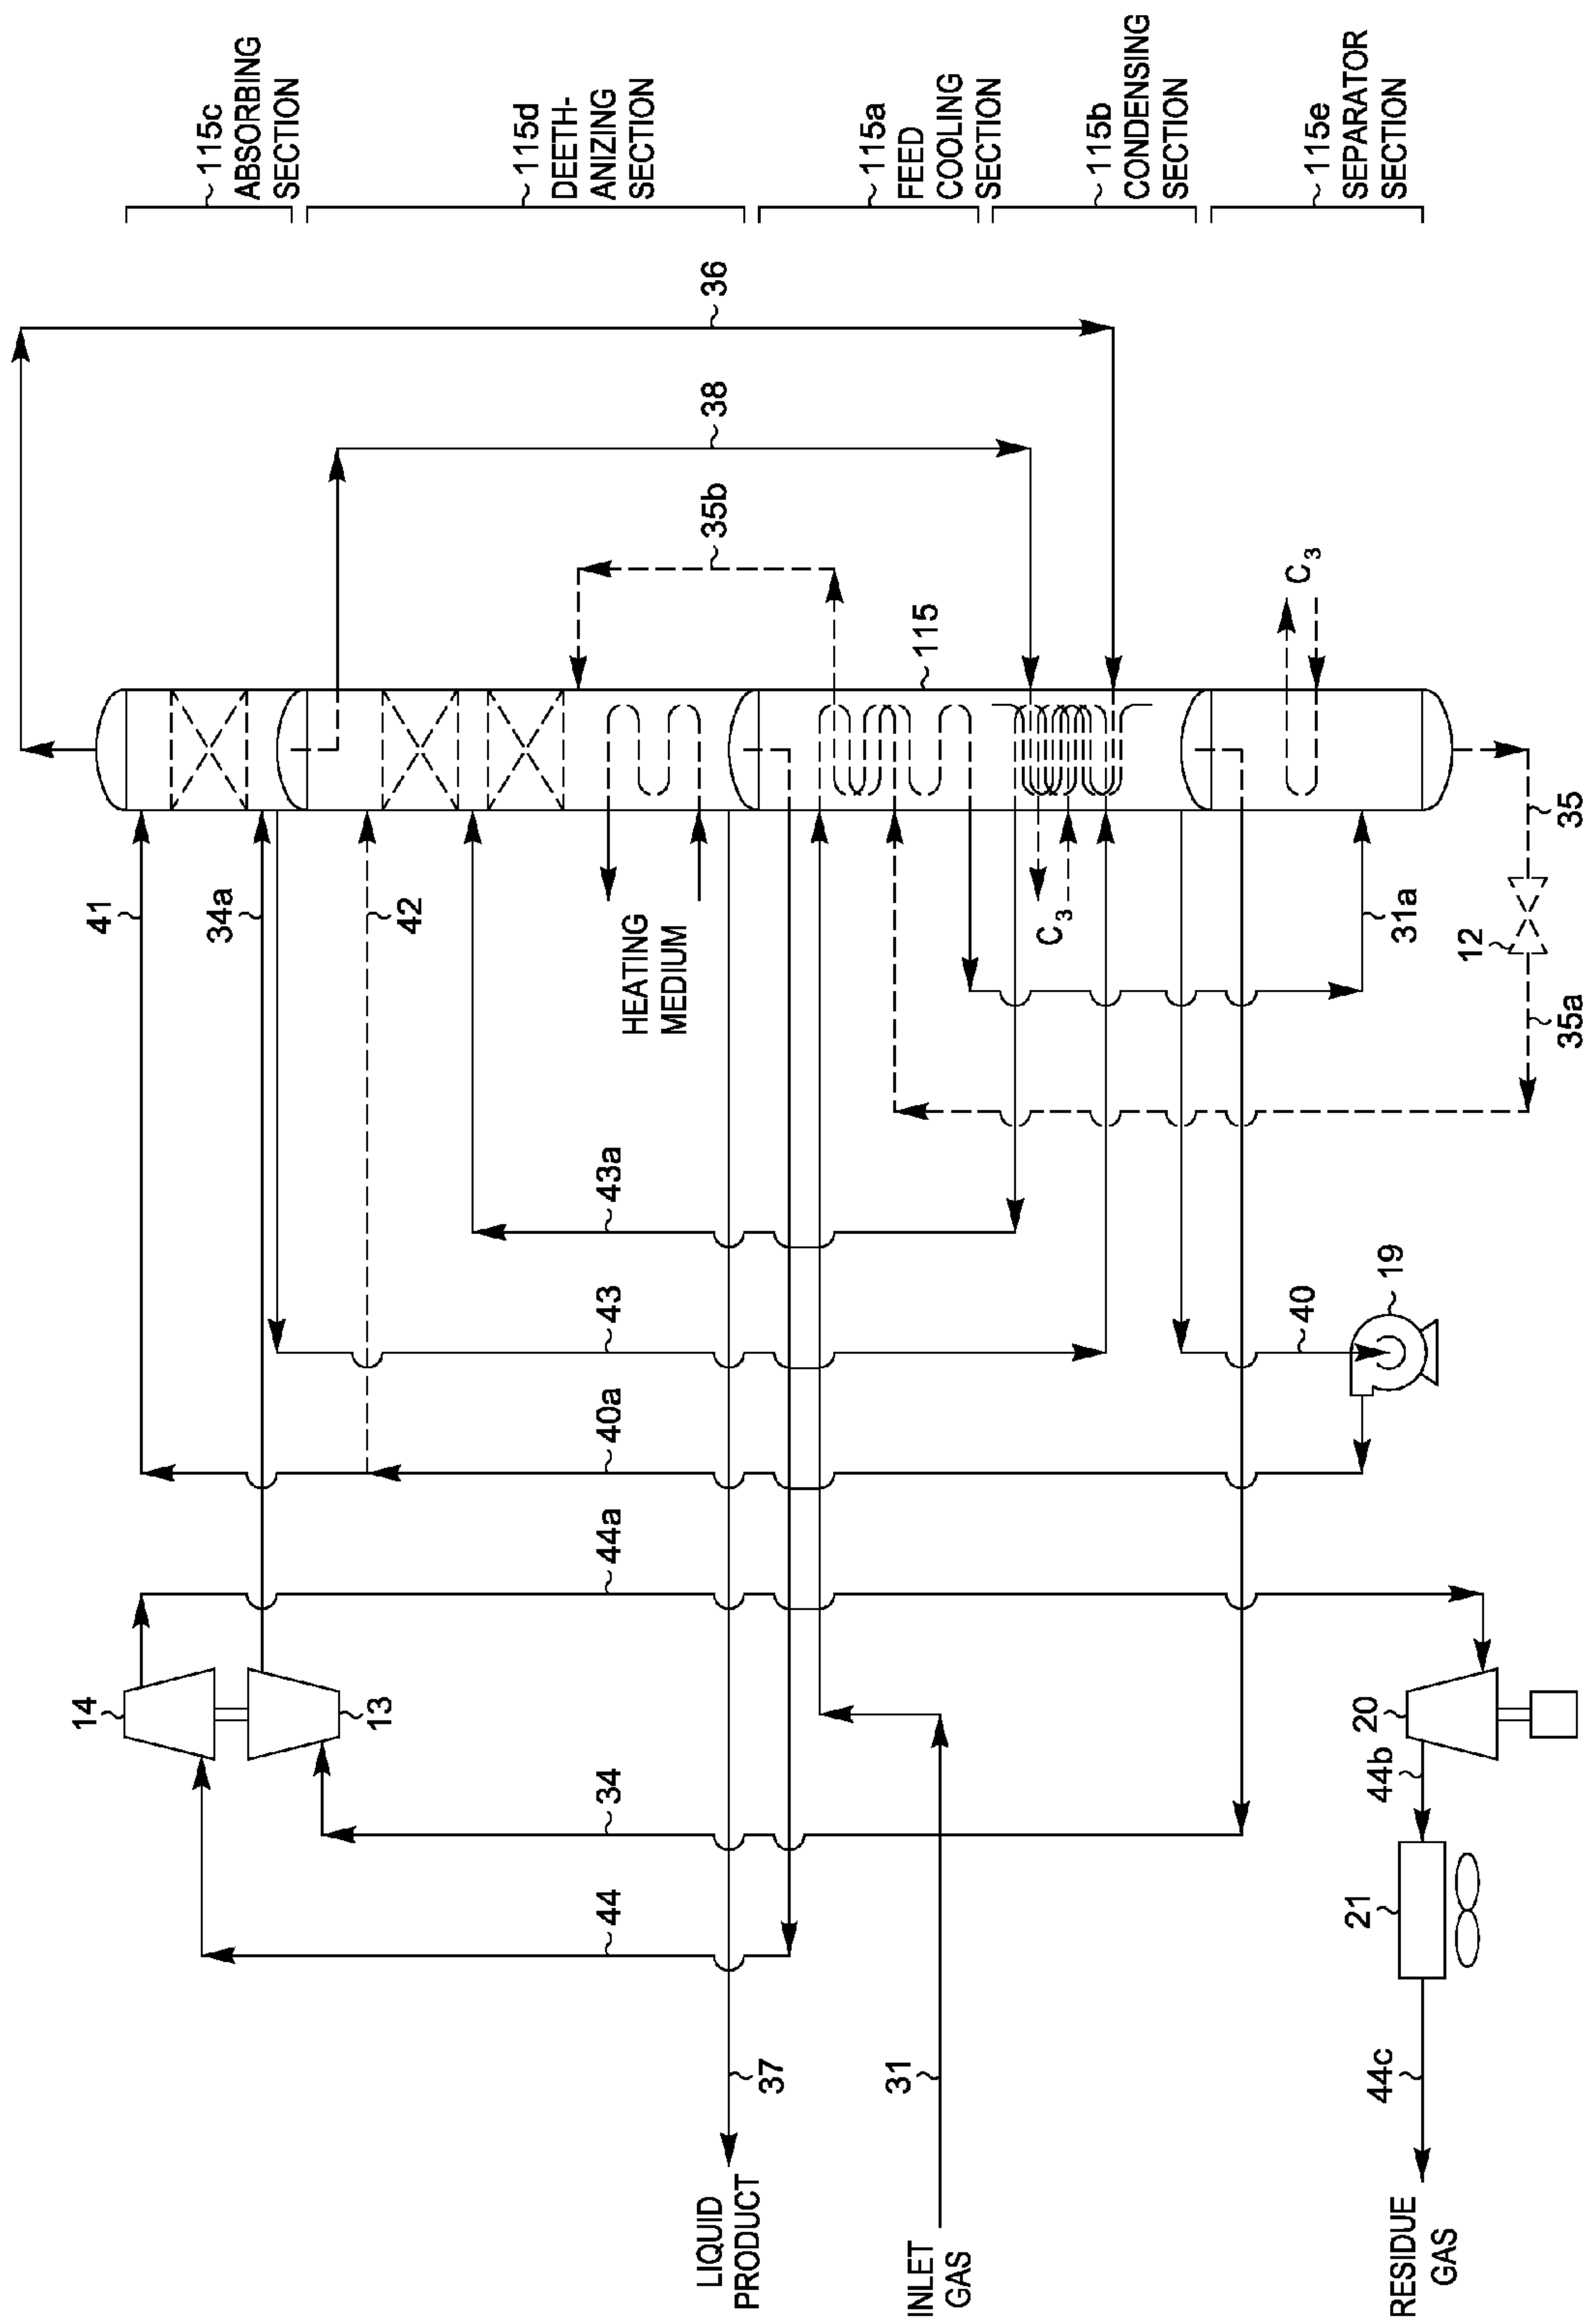 115c
ABSORBING
SECTION
115d
DEETH-
ANIZING
SECTION
115a
FEED
COOLING
SECTION
115b
CONDENSING
SECTION
115e
SEPARATOR
SECTION
36
38
35b
115
C3
41
34a
42
HEATING
MEDIUM
C3
31a
35
12
35a
43a
43
40
19
40a
44a
14
13
20
44b
34
21
44
37
31
44c
LIQUID
PRODUCT
INLET
GAS
RESIDUE
GAS